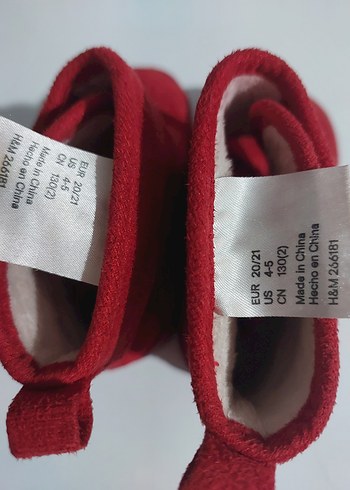 EUR 20/21
US 4-5
CN 130(2)
Made in China
Hecho en China
H&M 266181
EUR 20/21
US 4-5
CN 130(2)
Made in China
Hecho en China
H&M 266181